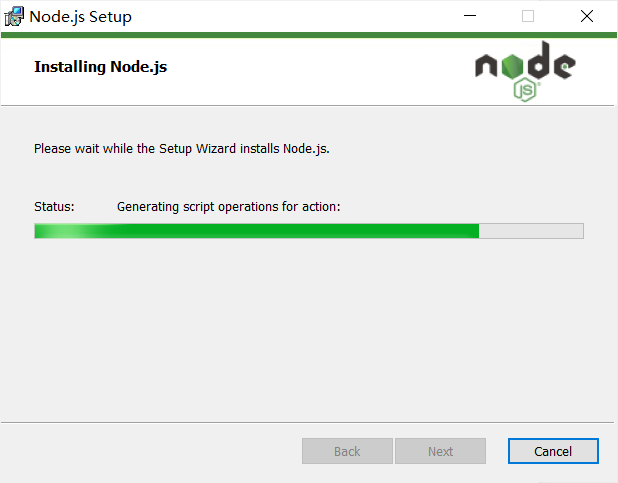 Node.js Setup
Installing Node.js
node
JS
Please wait while the Setup Wizard installs Node.js.
Status: Generating script operations for action:
Back Next Cancel